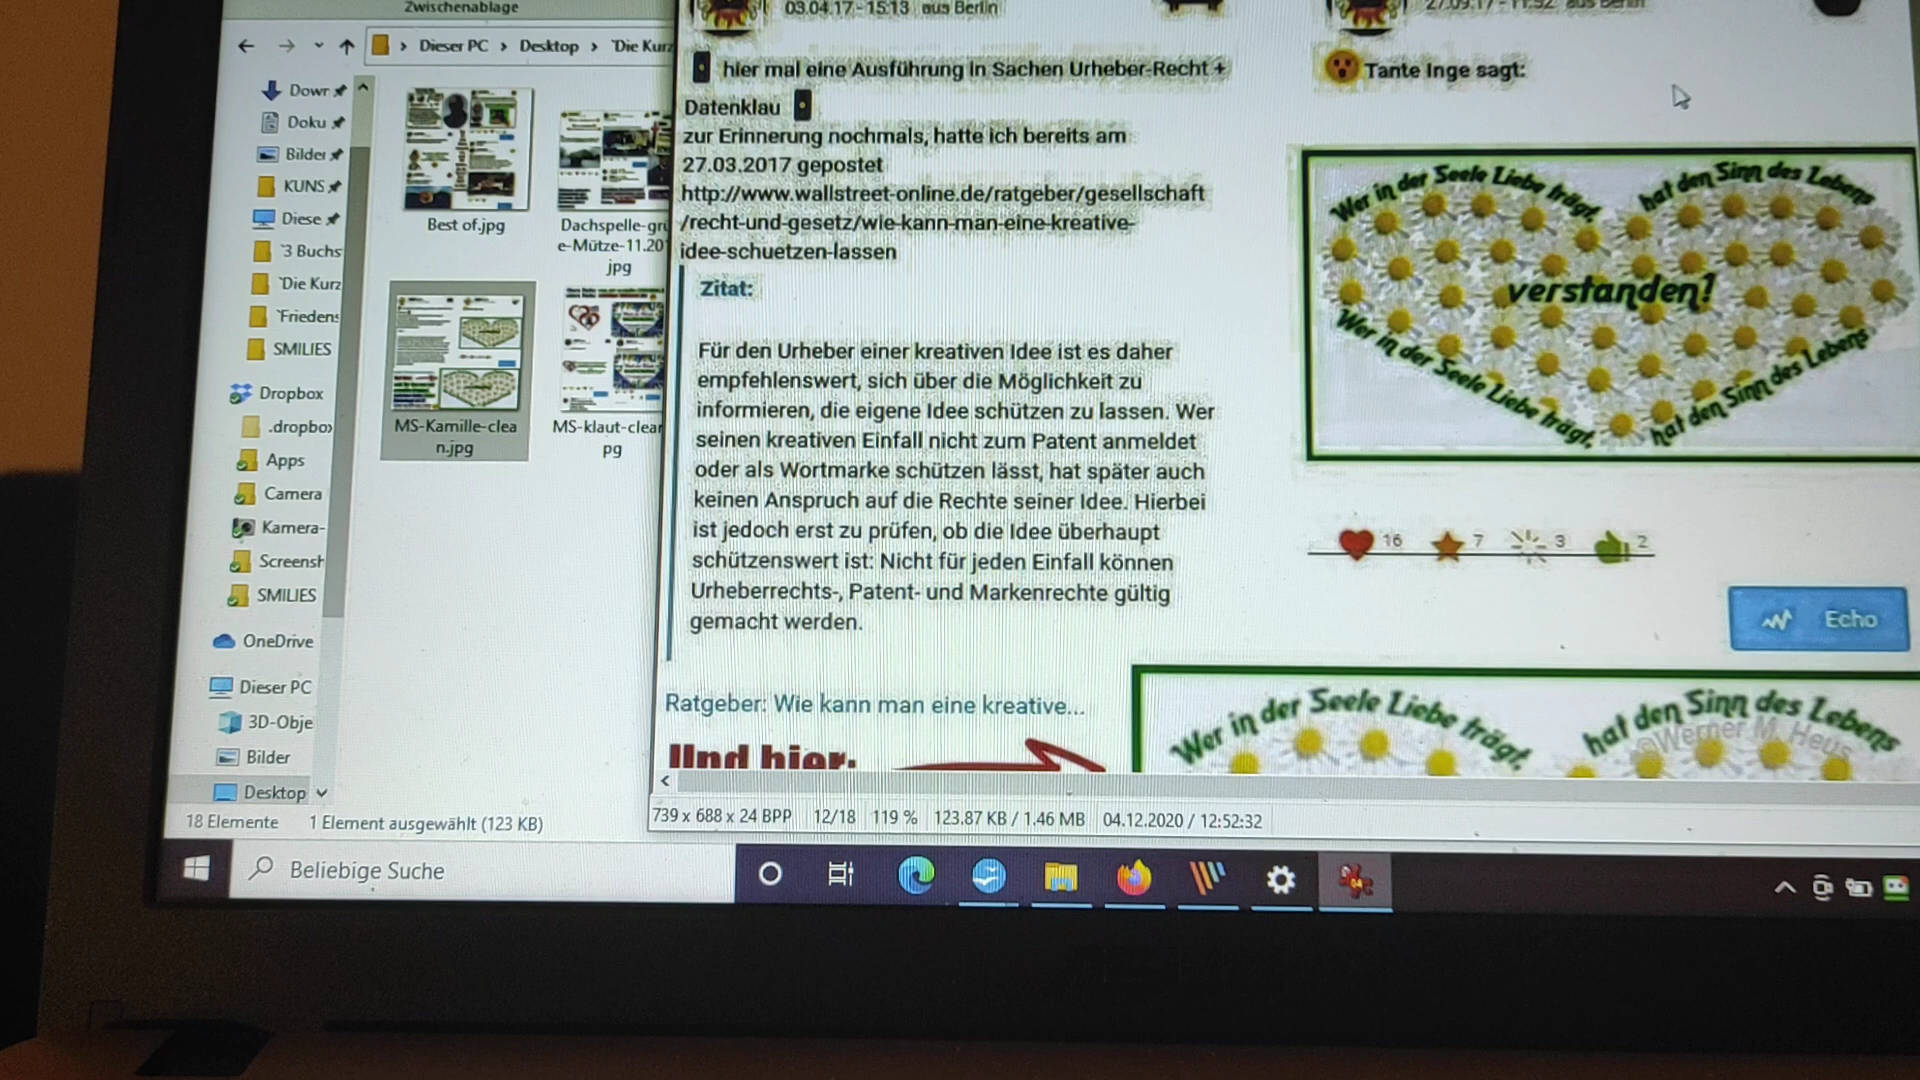 Zwischenablage
Dieser PC > Desktop > 'Die Kurz
Dowr
Doku
Bilder
KUNS
Diese
'3 Buchs
'Die Kurz
'Friedens
SMILIES
Dropbox
.dropbox
Apps
Camera
Kamera-
Screensh
SMILIES
OneDrive
Dieser PC
3D-Obje
Bilder
Desktop
Best of.jpg
Dachspelle-grü
e-Mütze-11.20
jpg
MS-Kamille-clea
n.jpg
MS-klaut-clear
pg
18 Elemente 1 Element ausgewählt (123 KB)
03.04.17 - 15:13 aus Berlin
hier mal eine Ausführung in Sachen Urheber-Recht +
Datenklau
zur Erinnerung nochmals, hatte ich bereits am
27.03.2017 gepostet
http://www.wallstreet-online.de/ratgeber/gesellschaft
/recht-und-gesetz/wie-kann-man-eine-kreative-
idee-schuetzen-lassen
Zitat:
Für den Urheber einer kreativen Idee ist es daher
empfehlenswert, sich über die Möglichkeit zu
informieren, die eigene Idee schützen zu lassen. Wer
seinen kreativen Einfall nicht zum Patent anmeldet
oder als Wortmarke schützen lässt, hat später auch
keinen Anspruch auf die Rechte seiner Idee. Hierbei
ist jedoch erst zu prüfen, ob die Idee überhaupt
schützenswert ist: Nicht für jeden Einfall können
Urheberrechts-, Patent- und Markenrechte gültig
gemacht werden.
Ratgeber: Wie kann man eine kreative...
Und hier.
27.09.17 - 11:52 aus Berlin
Tante Inge sagt:
Wer in der Seele Liebe trägt,
hat den Sinn des Lebens
verstanden!
Wer in der Seele Liebe trägt,
hat den Sinn des Lebens
16 7 3 2
Echo
Wer in der Seele Liebe trägt,
hat den Sinn des Lebens
©Werner M. Heus
739 x 688 x 24 BPP 12/18 119 % 123.87 KB / 1.46 MB 04.12.2020 / 12:52:32
Beliebige Suche